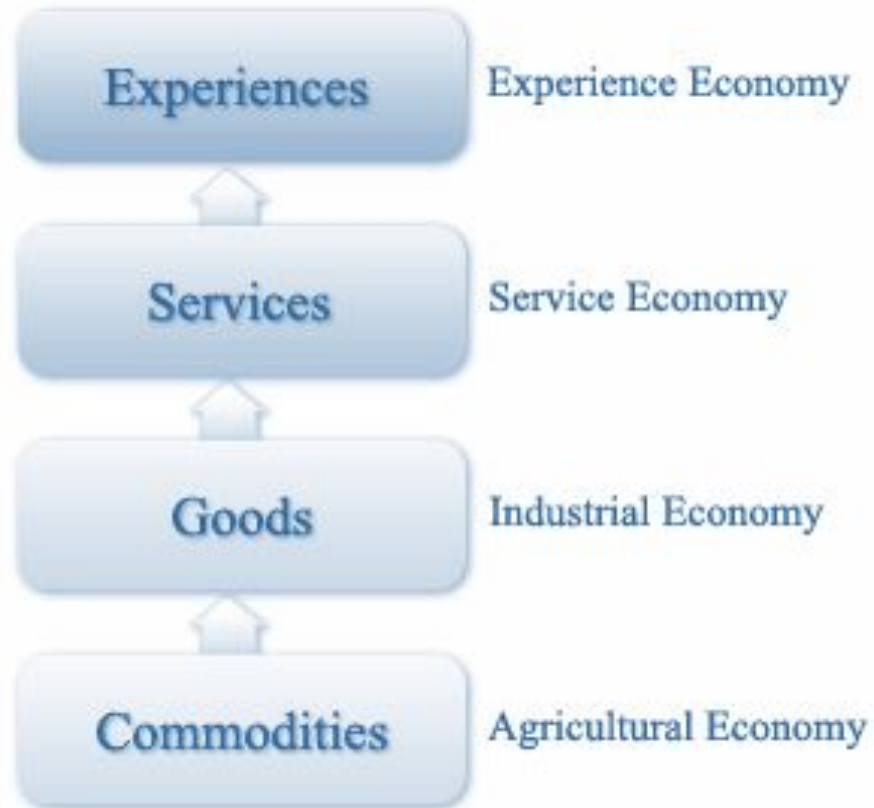 Experiences
Experience Economy
Services
Service Economy
Goods
Industrial Economy
Commodities
Agricultural Economy